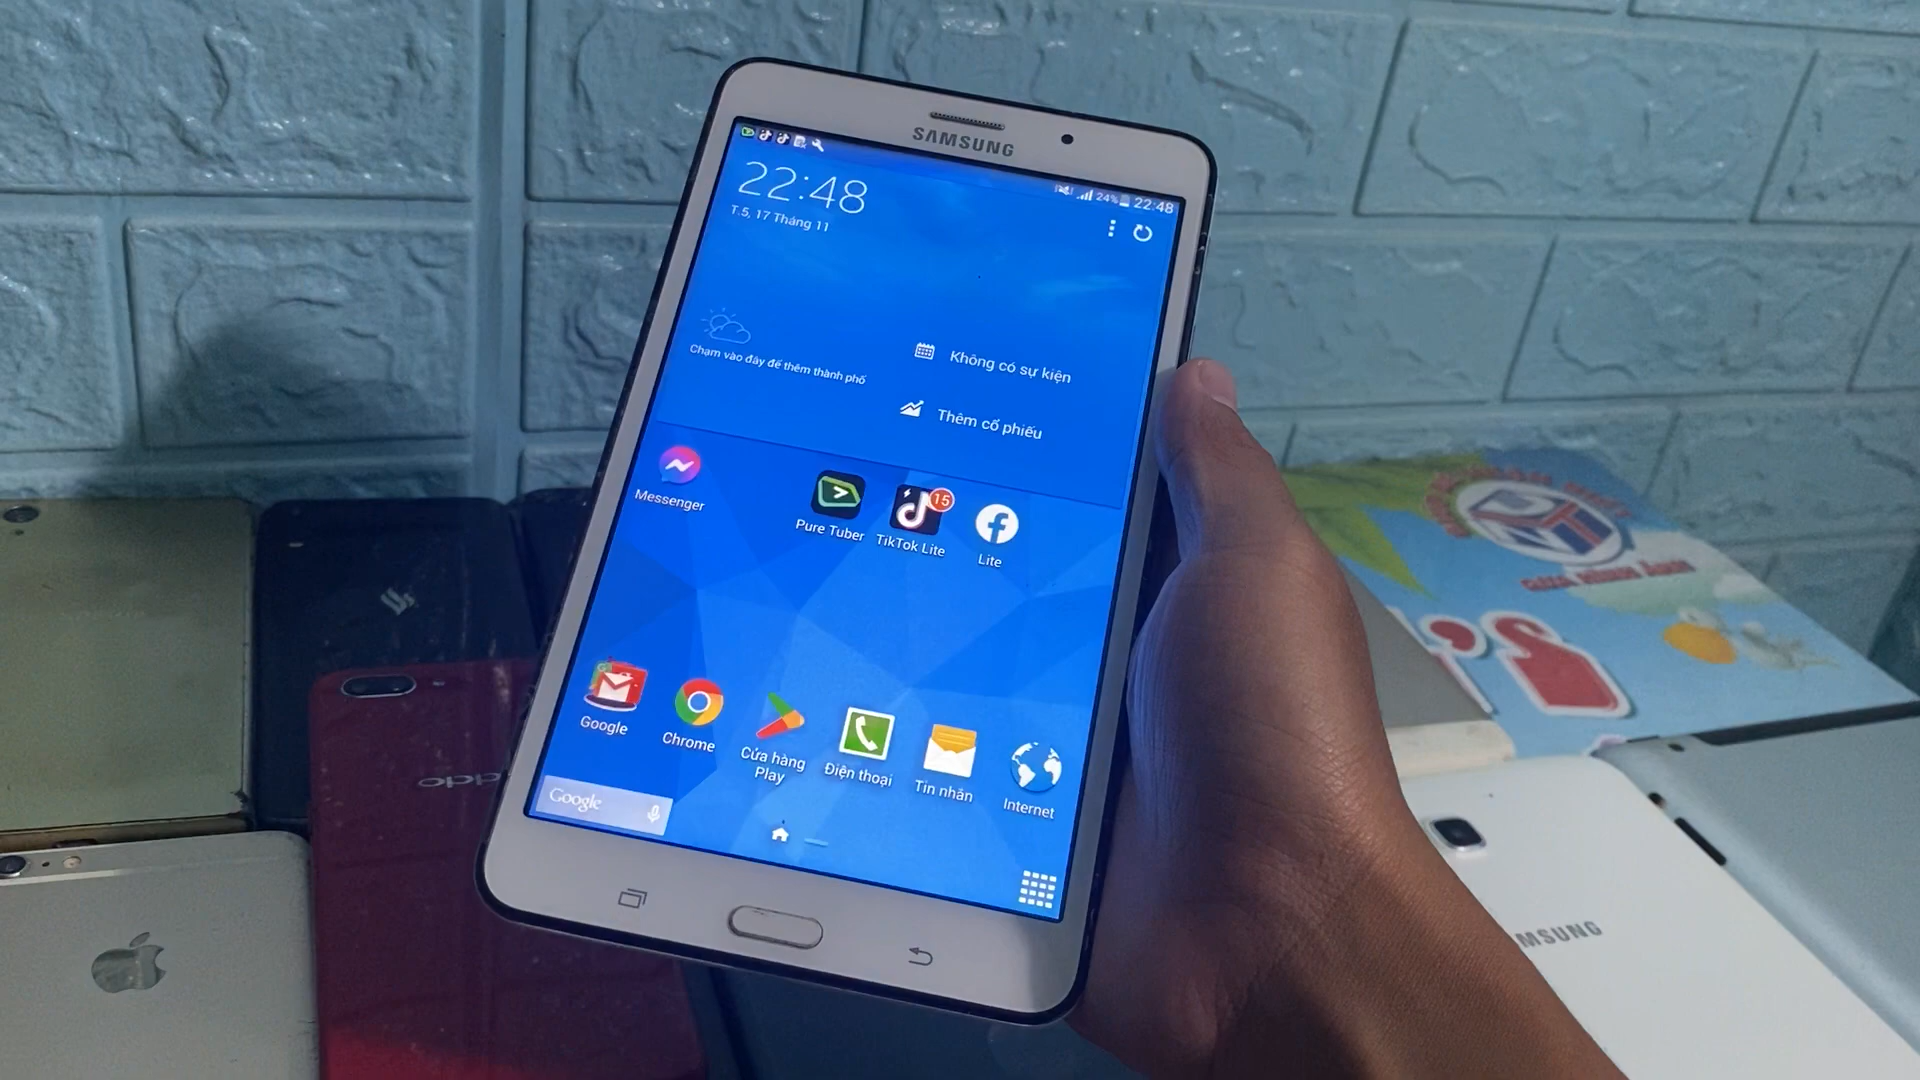 SAMSUNG
24% 22:48
22:48
T.5, 17 Tháng 11
Chạm vào đây để thêm thành phố
Không có sự kiện
Thêm cổ phiếu
Messenger
Pure Tuber
15
TikTok Lite
Lite
Google
Chrome
Cửa hàng
Play
Điện thoại
Tin nhắn
Internet
Google
oppo
MSUNG
2'S